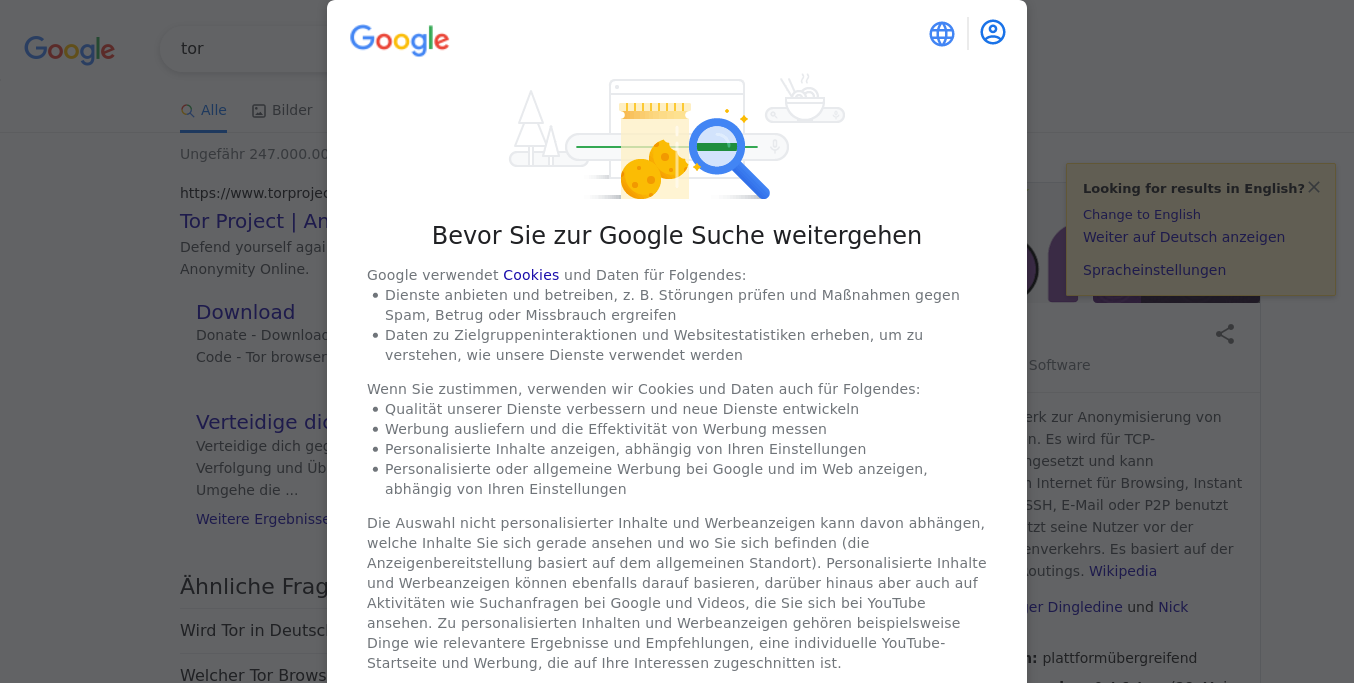 Google
tor
Alle
Bilder
Ungefähr 247.000.00
https://www.torprojec
Tor Project | An
Defend yourself agai
Anonymity Online.
Download
Donate - Download
Code - Tor browser
Verteidige dic
Verteidige dich geg
Verfolgung und Üb
Umgehe die ...
Weitere Ergebnisse
Ähnliche Frag
Wird Tor in Deutsc
Welcher Tor Brows
Google
Bevor Sie zur Google Suche weitergehen
Google verwendet Cookies und Daten für Folgendes:
• Dienste anbieten und betreiben, z. B. Störungen prüfen und Maßnahmen gegen
Spam, Betrug oder Missbrauch ergreifen
• Daten zu Zielgruppeninteraktionen und Websitestatistiken erheben, um zu
verstehen, wie unsere Dienste verwendet werden
Wenn Sie zustimmen, verwenden wir Cookies und Daten auch für Folgendes:
• Qualität unserer Dienste verbessern und neue Dienste entwickeln
• Werbung ausliefern und die Effektivität von Werbung messen
• Personalisierte Inhalte anzeigen, abhängig von Ihren Einstellungen
• Personalisierte oder allgemeine Werbung bei Google und im Web anzeigen,
abhängig von Ihren Einstellungen
Die Auswahl nicht personalisierter Inhalte und Werbeanzeigen kann davon abhängen,
welche Inhalte Sie sich gerade ansehen und wo Sie sich befinden (die
Anzeigenbereitstellung basiert auf dem allgemeinen Standort). Personalisierte Inhalte
und Werbeanzeigen können ebenfalls darauf basieren, darüber hinaus aber auch auf
Aktivitäten wie Suchanfragen bei Google und Videos, die Sie sich bei YouTube
ansehen. Zu personalisierten Inhalten und Werbeanzeigen gehören beispielsweise
Dinge wie relevantere Ergebnisse und Empfehlungen, eine individuelle YouTube-
Startseite und Werbung, die auf Ihre Interessen zugeschnitten ist.
Looking for results in English?
Change to English
Weiter auf Deutsch anzeigen
Spracheinstellungen
Software
erk zur Anonymisierung von
n. Es wird für TCP-
ngesetzt und kann
n Internet für Browsing, Instant
SSH, E-Mail oder P2P benutzt
tzt seine Nutzer vor der
enverkehrs. Es basiert auf der
outings. Wikipedia
er Dingledine und Nick
n: plattformübergreifend